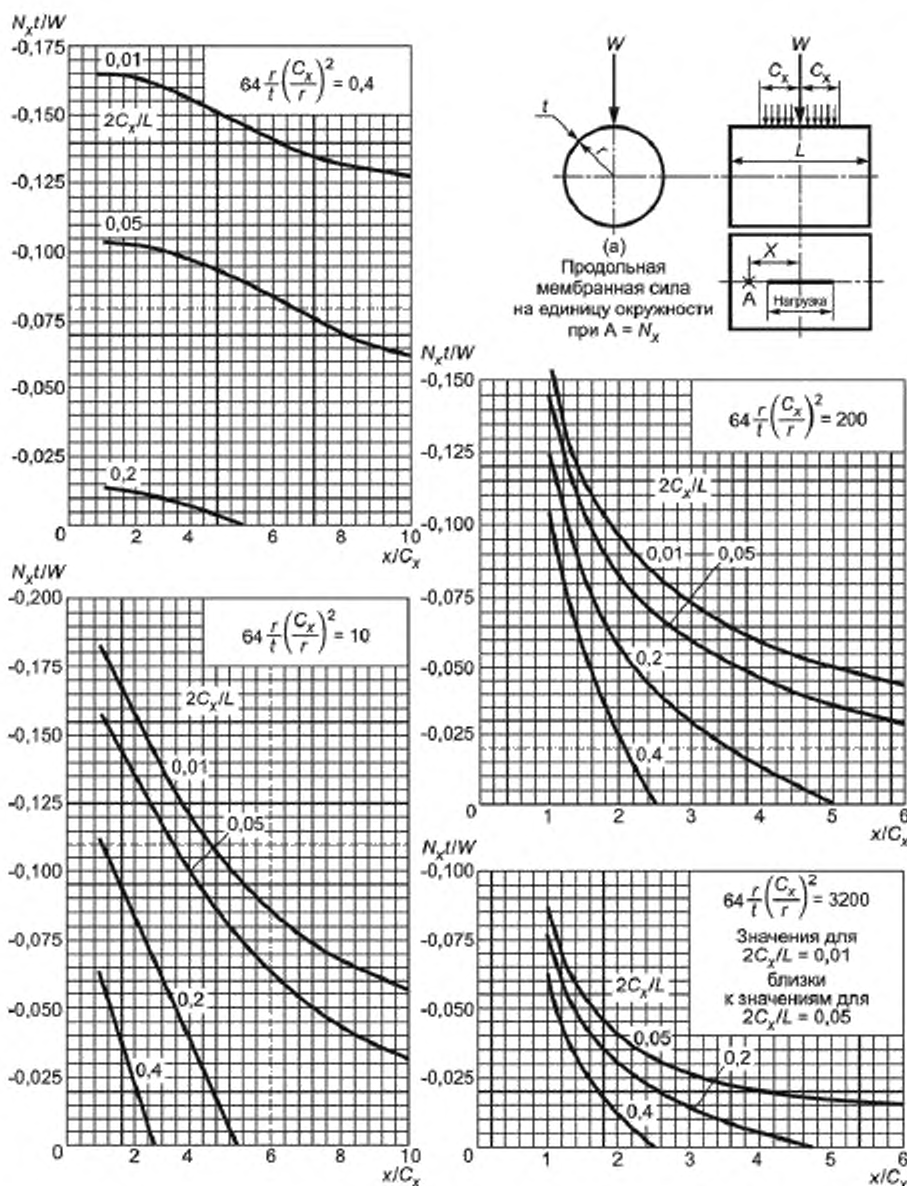 N_x t/W
-0,175
-0,150
-0,125
-0,100
-0,075
-0,050
-0,025
0
2
4
6
8
10
x/C_x
0,01
64 r/t (C_x/r)² = 0,4
2C_x/L
0,05
0,2
W
t
r
(а)
Продольная
мембранная сила
на единицу окружности
при А = N_x
W
C_x C_x
L
X
A
Нагрузка
N_x t/W
-0,150
-0,125
-0,100
-0,075
-0,050
-0,025
0
1
2
3
4
5
6
x/C_x
64 r/t (C_x/r)² = 200
2C_x/L
0,01
0,05
0,2
0,4
N_x t/W
-0,200
-0,175
-0,150
-0,125
-0,100
-0,075
-0,050
-0,025
0
2
4
6
8
10
x/C_x
64 r/t (C_x/r)² = 10
2C_x/L
0,01
0,05
0,2
0,4
N_x t/W
-0,100
-0,075
-0,050
-0,025
0
1
2
3
4
5
6
x/C_x
64 r/t (C_x/r)² = 3200
Значения для
2C_x/L = 0,01
близки
к значениям для
2C_x/L = 0,05
2C_x/L
0,05
0,2
0,4